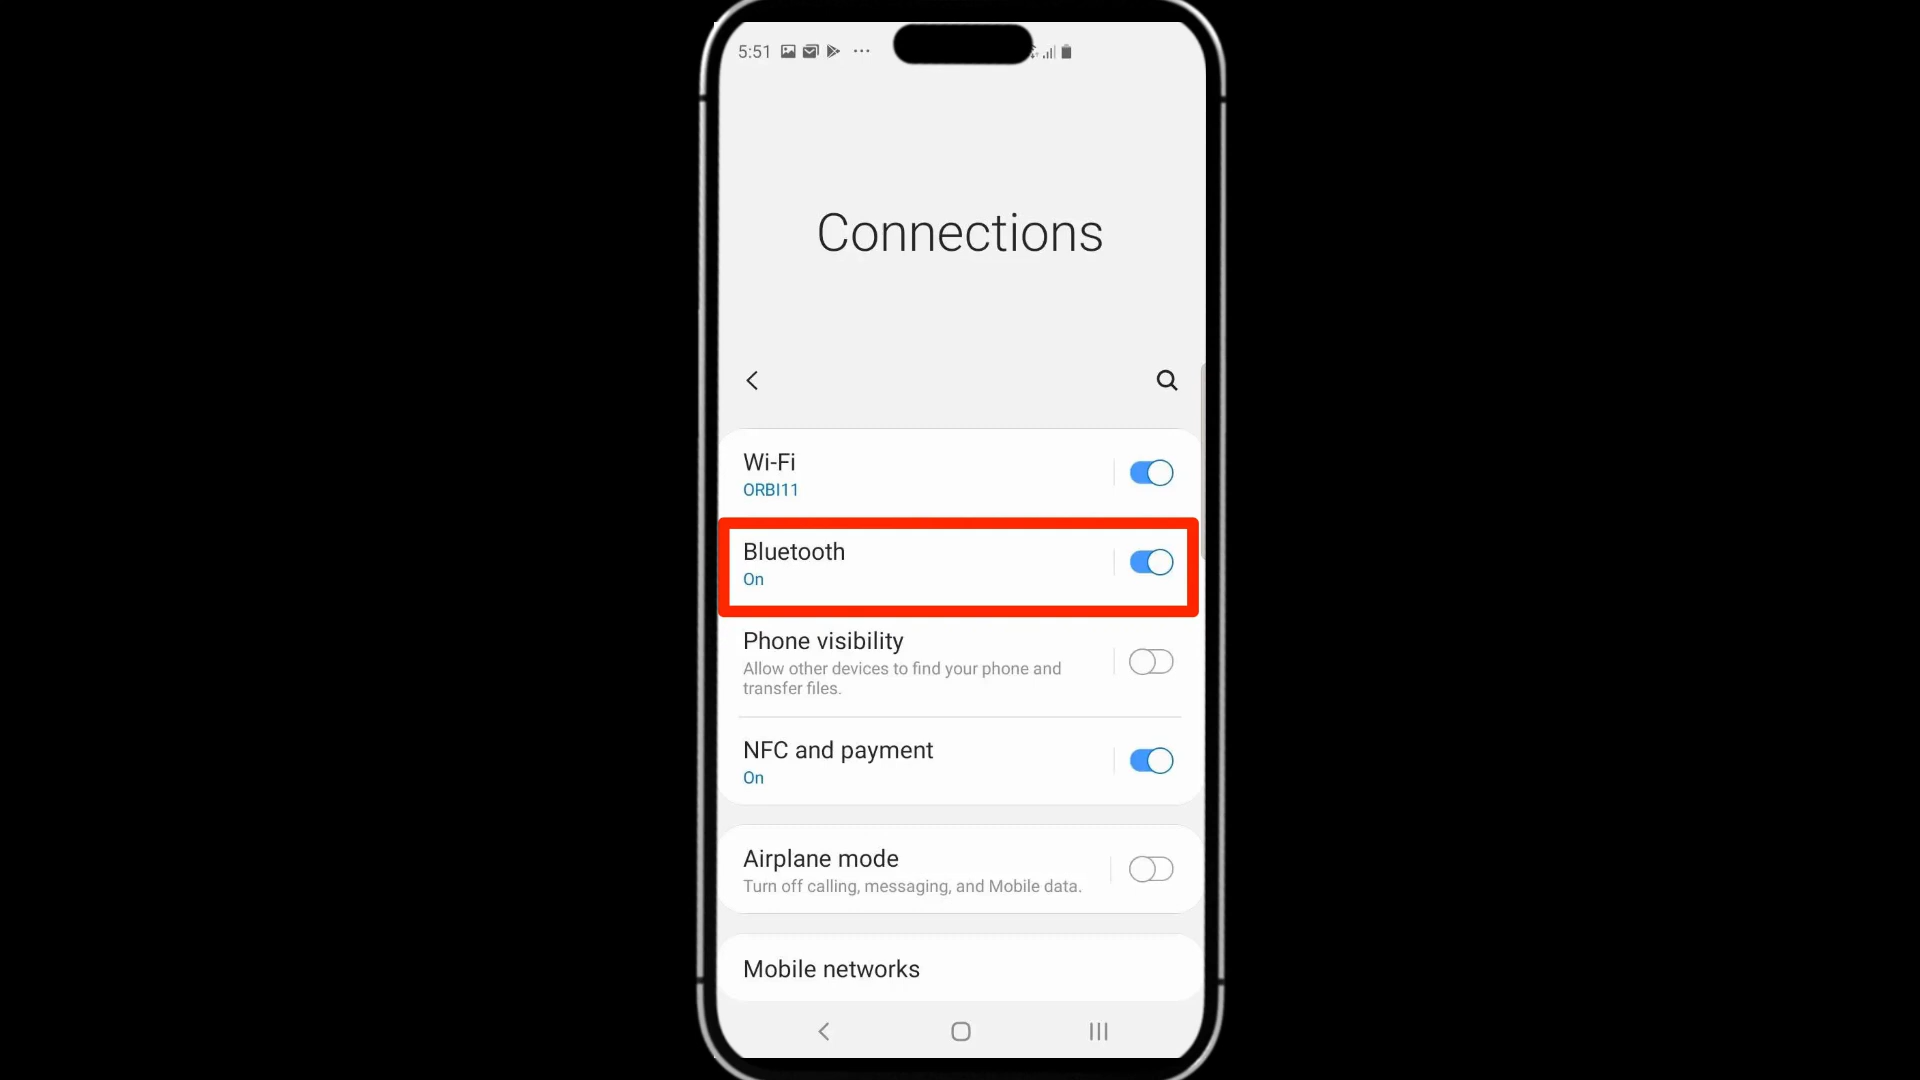 5:51
Connections
Wi-Fi
ORBI11
Bluetooth
On
Phone visibility
Allow other devices to find your phone and
transfer files.
NFC and payment
On
Airplane mode
Turn off calling, messaging, and Mobile data.
Mobile networks